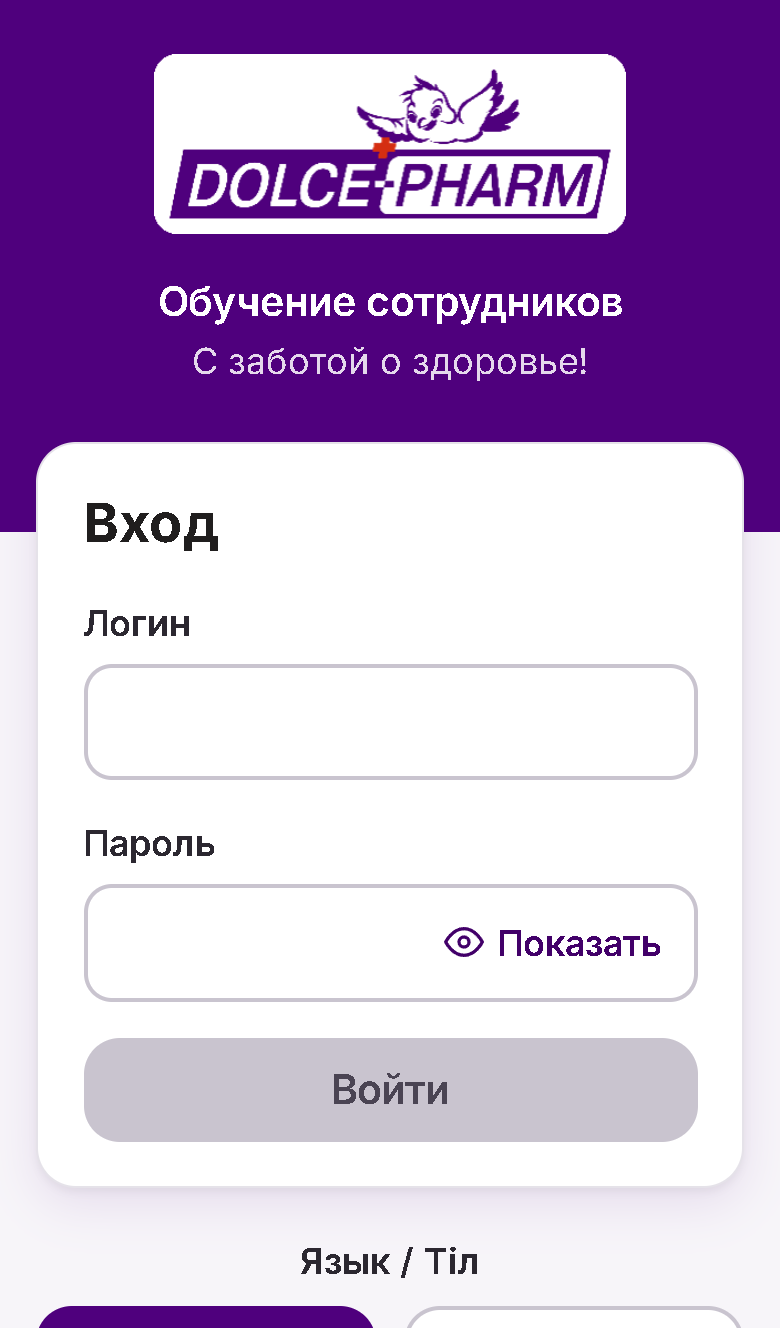 DOLCE-PHARM
Обучение сотрудников
С заботой о здоровье!
Вход
Логин
Пароль
Показать
Войти
Язык / Тіл